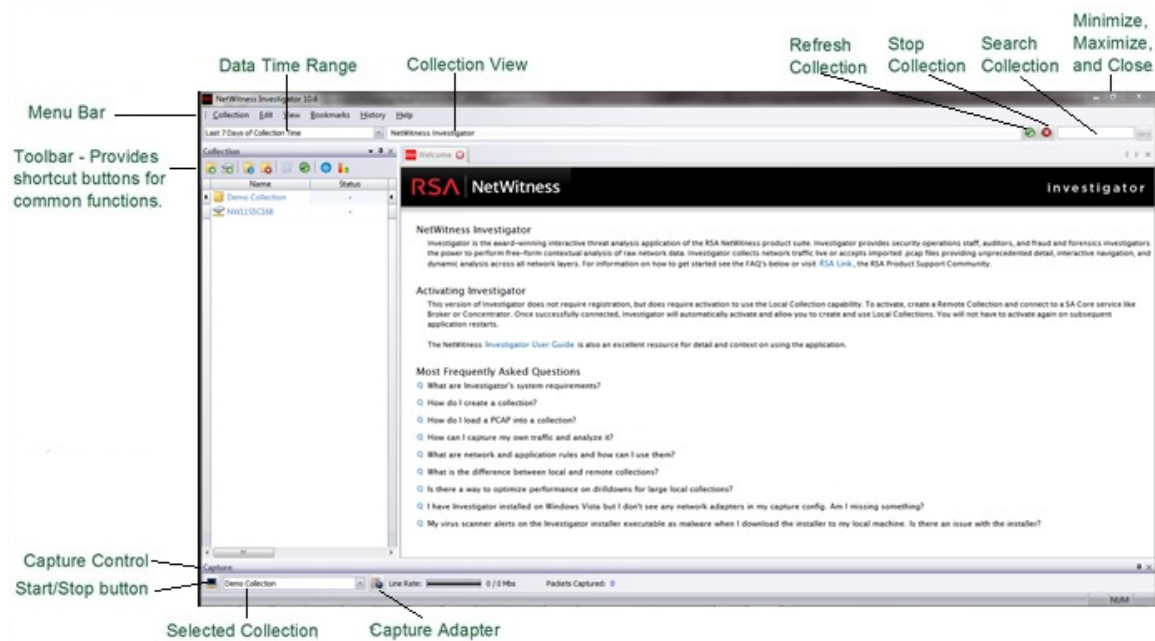 Minimize,
Maximize,
and Close
Refresh
Collection
Stop
Collection
Search
Collection
Data Time Range
Collection View
Menu Bar
NetWitness Investigator 10.6
Collection Edit View Bookmarks History Help
Last 7 Days of Collection Time
NetWitness Investigator
Toolbar - Provides
shortcut buttons for
common functions.
Collection
Welcome
Name Status
Demo Collection -
NW11S5C168 -
RSA NetWitness
investigator
NetWitness Investigator
Investigator is the award-winning interactive threat analysis application of the RSA NetWitness product suite. Investigator provides security operations staff, auditors, and fraud and forensics investigators
the power to perform free-form contextual analysis of raw network data. Investigator collects network traffic live or accepts imported .pcap files providing unprecedented detail, interactive navigation, and
dynamic analysis across all network layers. For information on how to get started see the FAQ's below or visit RSA Link, the RSA Product Support Community.
Activating Investigator
This version of Investigator does not require registration, but does require activation to use the Local Collection capability. To activate, create a Remote Collection and connect to a SA Core service like
Broker or Concentrator. Once successfully connected, Investigator will automatically activate and allow you to create and use Local Collections. You will not have to activate again on subsequent
application restarts.
The NetWitness Investigator User Guide is also an excellent resource for detail and context on using the application.
Most Frequently Asked Questions
Q What are Investigator's system requirements?
Q How do I create a collection?
Q How do I load a PCAP into a collection?
Q How can I capture my own traffic and analyze it?
Q What are network and application rules and how can I use them?
Q What is the difference between local and remote collections?
Q Is there a way to optimize performance on drilldowns for large local collections?
Q I have Investigator installed on Windows Vista but I don't see any network adapters in my capture config. Am I missing something?
Q My virus scanner alerts on the Investigator installer executable as malware when I download the installer to my local machine. Is there an issue with the installer?
Capture Control
Capture
Start/Stop button
Demo Collection
Line Rate: 0 / 0 Mbs
Packets Captured: 0
NUM
Selected Collection
Capture Adapter